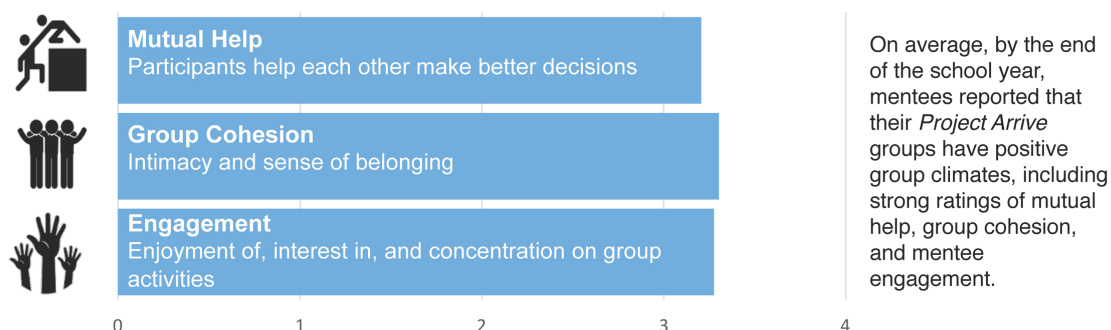 Mutual Help
Participants help each other make better decisions
Group Cohesion
Intimacy and sense of belonging
Engagement
Enjoyment of, interest in, and concentration on group
activities
0 1 2 3 4
On average, by the end
of the school year,
mentees reported that
their Project Arrive
groups have positive
group climates, including
strong ratings of mutual
help, group cohesion,
and mentee
engagement.